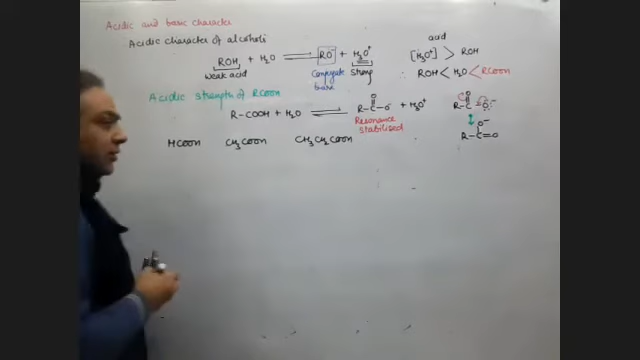 Acidic and basic character
Acidic character of alcohols
acid
ROH + H₂O ⇌ RO⁻ + H₃O⁺
[H₃O⁺] > ROH
weak acid
Conjugate base
Strong
∴ ROH < H₂O < RCOOH
Acidic strength of RCOOH
R-COOH + H₂O ⇌ R-C-O⁻ + H₃O⁺
O
Resonance stabilised
R-C
O
O⁻
R-C=O
HCOOH CH₃COOH CH₃CH₂COOH